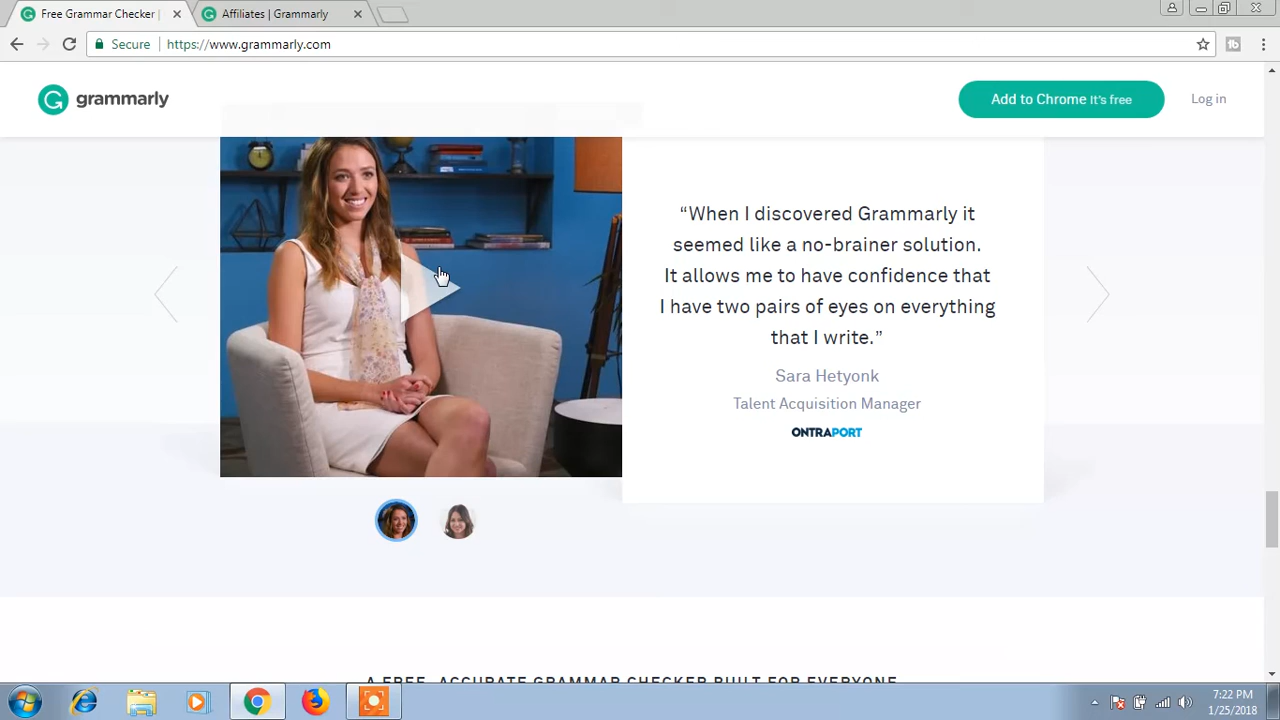 Free Grammar Checker |
Affiliates | Grammarly
Secure
https://www.grammarly.com
grammarly
Add to Chrome It's free
Log in
“When I discovered Grammarly it
seemed like a no-brainer solution.
It allows me to have confidence that
I have two pairs of eyes on everything
that I write.”
Sara Hetyonk
Talent Acquisition Manager
ONTRAPORT
A FREE, ACCURATE GRAMMAR CHECKER BUILT FOR EVERYONE
7:22 PM
1/25/2018